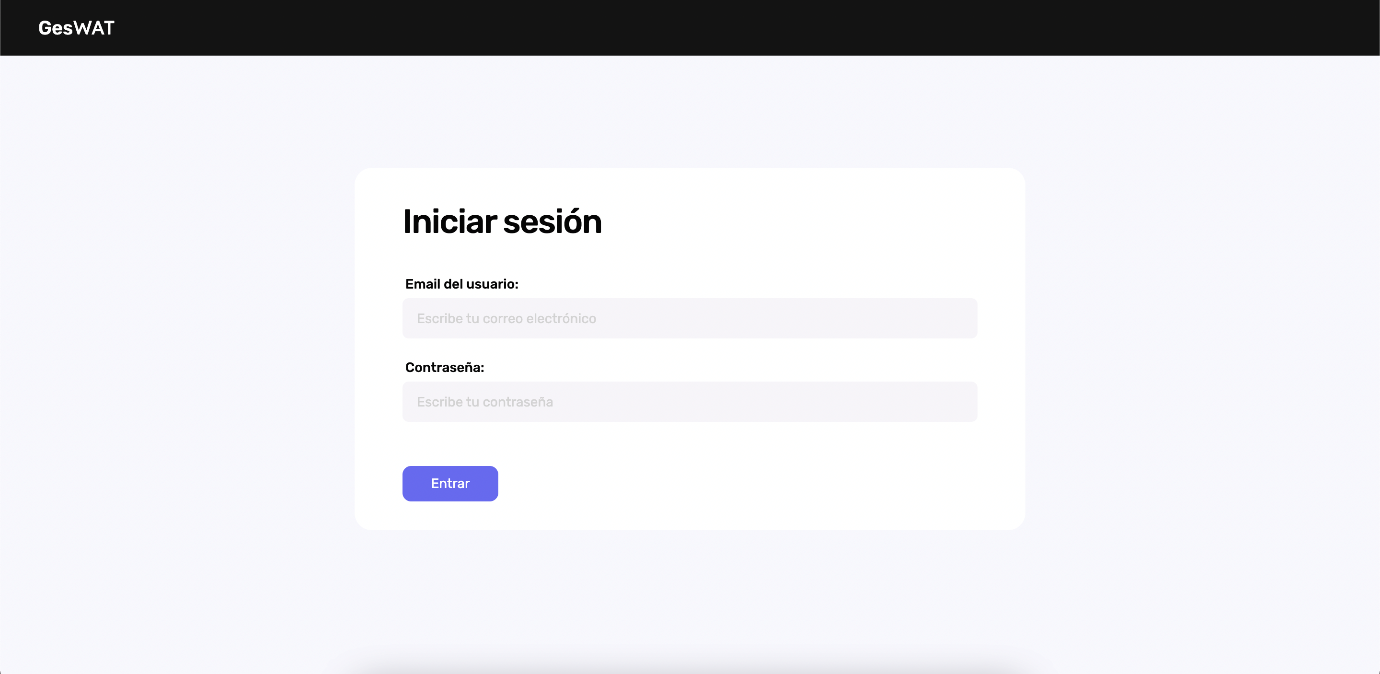 GesWAT
Iniciar sesión
Email del usuario:
Escribe tu correo electrónico
Contraseña:
Escribe tu contraseña
Entrar